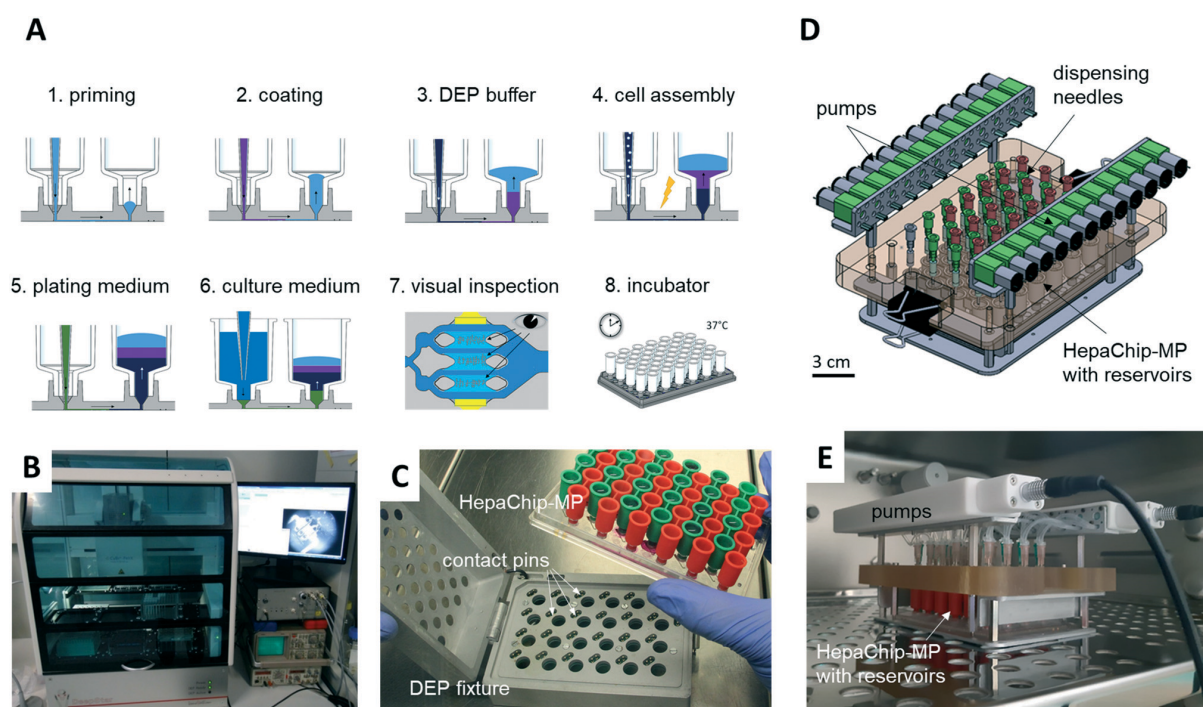 A
1. priming
2. coating
3. DEP buffer
4. cell assembly
5. plating medium
6. culture medium
7. visual inspection
8. incubator
37°C
D
pumps
dispensing
needles
3 cm
HepaChip-MP
with reservoirs
B
C
HepaChip-MP
contact pins
DEP fixture
E
pumps
HepaChip-MP
with reservoirs